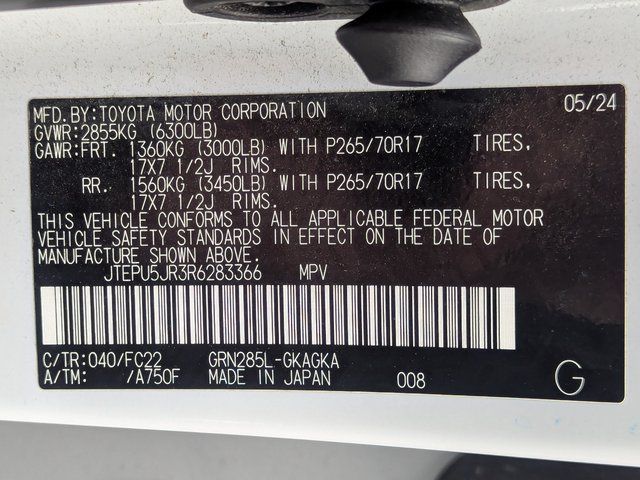 MFD.BY:TOYOTA MOTOR CORPORATION 05/24
GVWR:2855KG (6300LB)
GAWR:FRT. 1360KG (3000LB) WITH P265/70R17 TIRES.
17X7 1/2J RIMS.
RR. 1560KG (3450LB) WITH P265/70R17 TIRES.
17X7 1/2J RIMS.
THIS VEHICLE CONFORMS TO ALL APPLICABLE FEDERAL MOTOR
VEHICLE SAFETY STANDARDS IN EFFECT ON THE DATE OF
MANUFACTURE SHOWN ABOVE.
JTEPU5JR3R6283366 MPV
C/TR:040/FC22 GRN285L-GKAGKA
A/TM: /A750F MADE IN JAPAN 008 G